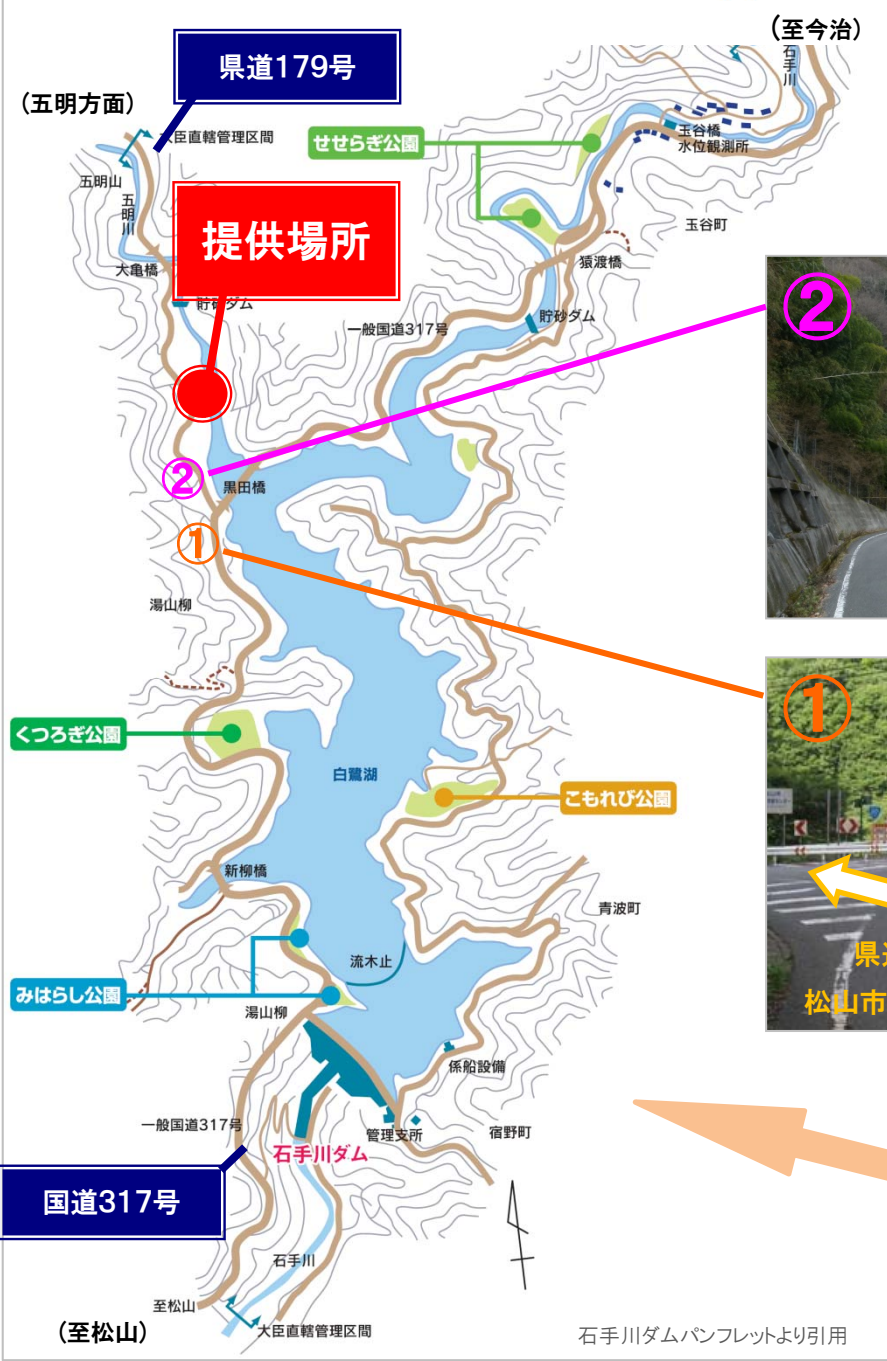 (至今治)
県道179号
石手川
(五明方面)
大臣直轄管理区間
せせらぎ公園
玉谷橋
水位観測所
五明山
五明川
提供場所
玉谷町
大亀橋
猿渡橋
②
貯砂ダム
貯砂ダム
一般国道317号
②
黒田橋
①
湯山柳
①
くつろぎ公園
白鷺湖
こもれび公園
新柳橋
青波町
県
流木止
みはらし公園
湯山柳
松山市
係船設備
一般国道317号
管理支所
宿野町
石手川ダム
国道317号
石手川
至松山
(至松山)
大臣直轄管理区間
石手川ダムパンフレットより引用